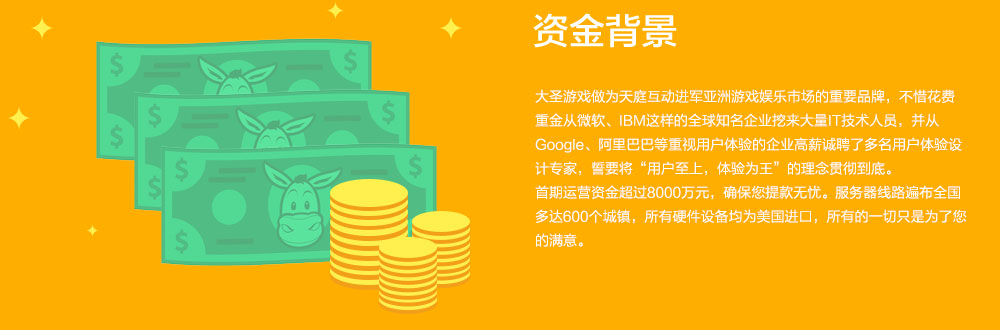 资金背景
大圣游戏做为天庭互动进军亚洲游戏娱乐市场的重要品牌，不惜花费
重金从微软、IBM这样的全球知名企业挖来大量IT技术人员，并从
Google、阿里巴巴等重视用户体验的企业高薪诚聘了多名用户体验设
计专家，誓要将“用户至上，体验为王”的理念贯彻到底。
首期运营资金超过8000万元，确保您提款无忧。服务器线路遍布全国
多达600个城镇，所有硬件设备均为美国进口，所有的一切只是为了您
的满意。
$
$
$
$
$
$